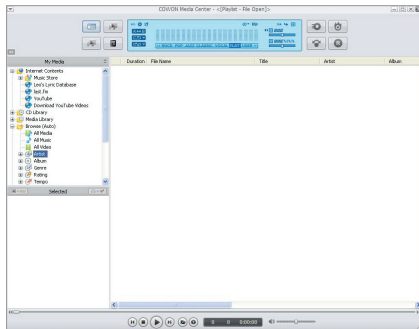 COWON Media Center - <[Playlist - File Open]>
My Media
Duration File Name Title Artist Album
Internet Contents
Music Store
Leo's Lyric Database
last.fm
YouTube
Download YouTube Videos
CD Library
Media Library
Browse (Auto)
All Media
All Music
All Video
Artist
Album
Genre
Rating
Tempo
Selected
0 0 0:00:00